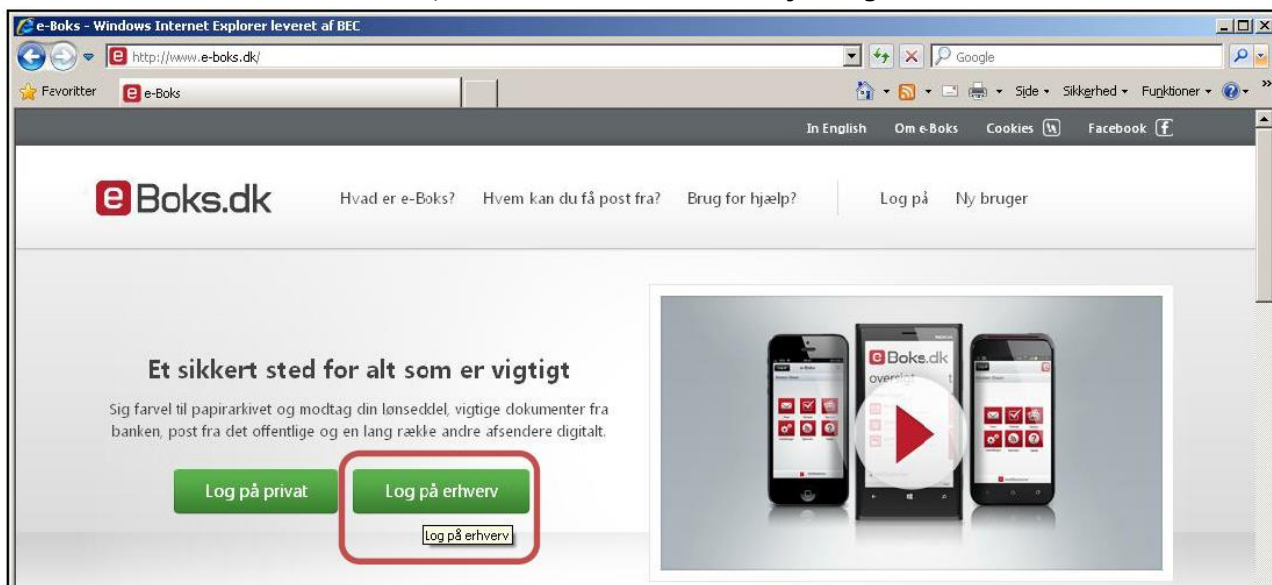 e-Boks - Windows Internet Explorer leveret af BEC
http://www.e-boks.dk/
Google
Favoritter
e-Boks
Side
Sikkerhed
Funktioner
In English Om e-Boks Cookies Facebook
e Boks.dk
Hvad er e-Boks? Hvem kan du få post fra? Brug for hjælp? Log på Ny bruger
Et sikkert sted for alt som er vigtigt
Sig farvel til papirarkivet og modtag din lønseddel, vigtige dokumenter fra
banken, post fra det offentlige og en lang række andre afsendere digitalt.
Log på privat
Log på erhverv
Log på erhverv
e Boks.dk
oversigt